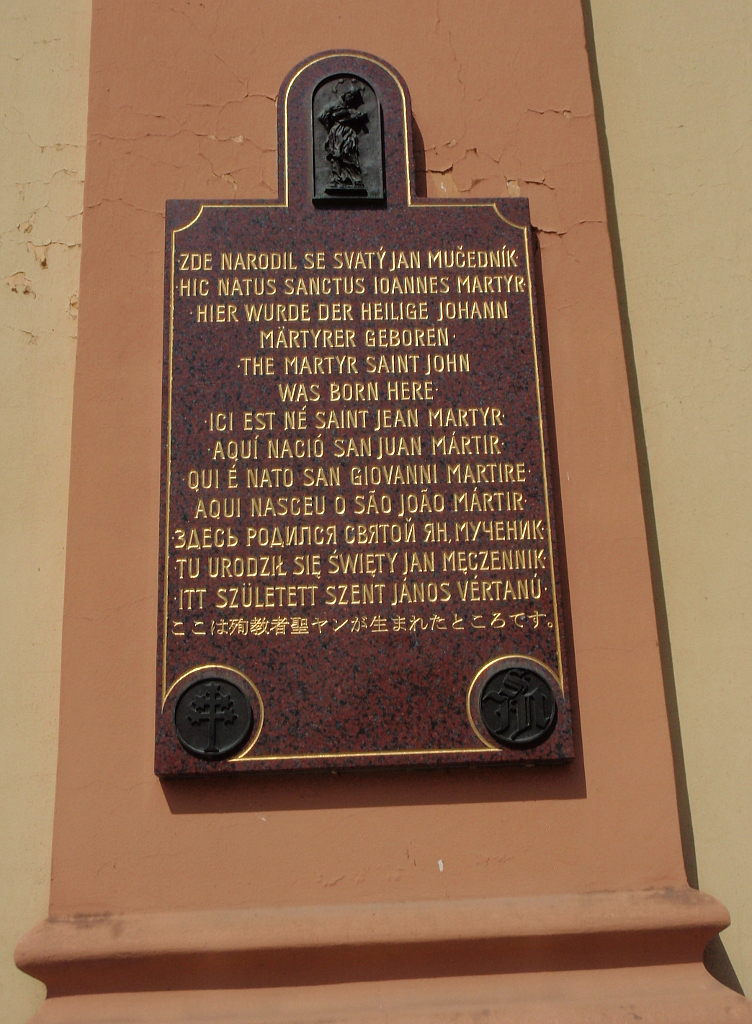 ·ZDE NARODIL SE SVATÝ JAN MUČEDNÍK·
·HIC NATUS SANCTUS IOANNES MARTYR·
·HIER WURDE DER HEILIGE JOHANN
MÄRTYRER GEBOREN·
·THE MARTYR SAINT JOHN
WAS BORN HERE·
·ICI EST NÉ SAINT JEAN MARTYR·
·AQUÍ NACIÓ SAN JUAN MÁRTIR·
·QUI É NATO SAN GIOVANNI MARTIRE·
·AQUI NASCEU O SÃO JOÃO MÁRTIR·
·ЗДЕСЬ РОДИЛСЯ СВЯТОЙ ЯН, МУЧЕНИК·
·TU URODZIŁ SIĘ ŚWIĘTY JAN MĘCZENNIK·
·ITT SZÜLETETT SZENT JÁNOS VÉRTANÚ·
ここは殉教者聖ヤンが生まれたところです。